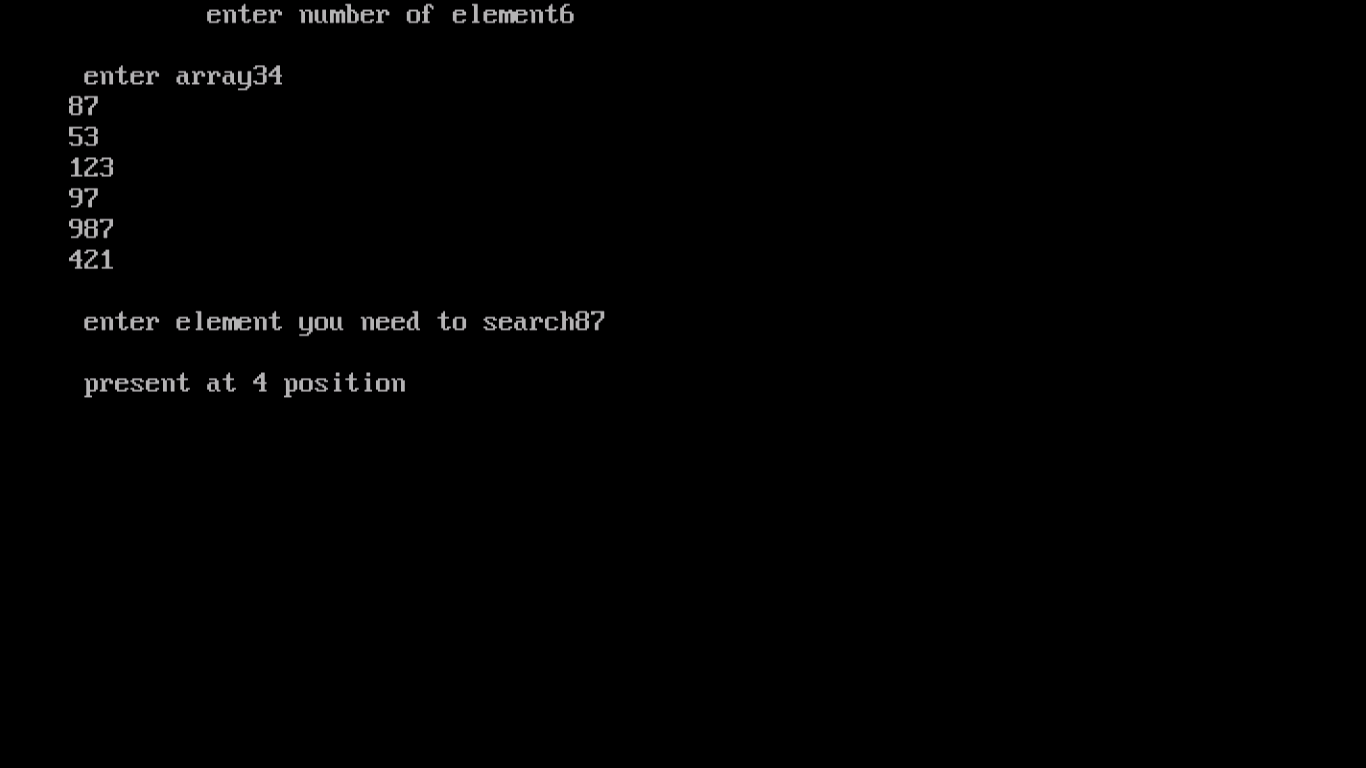 enter number of element6
enter array34
87
53
123
97
987
421
enter element you need to search87
present at 4 position